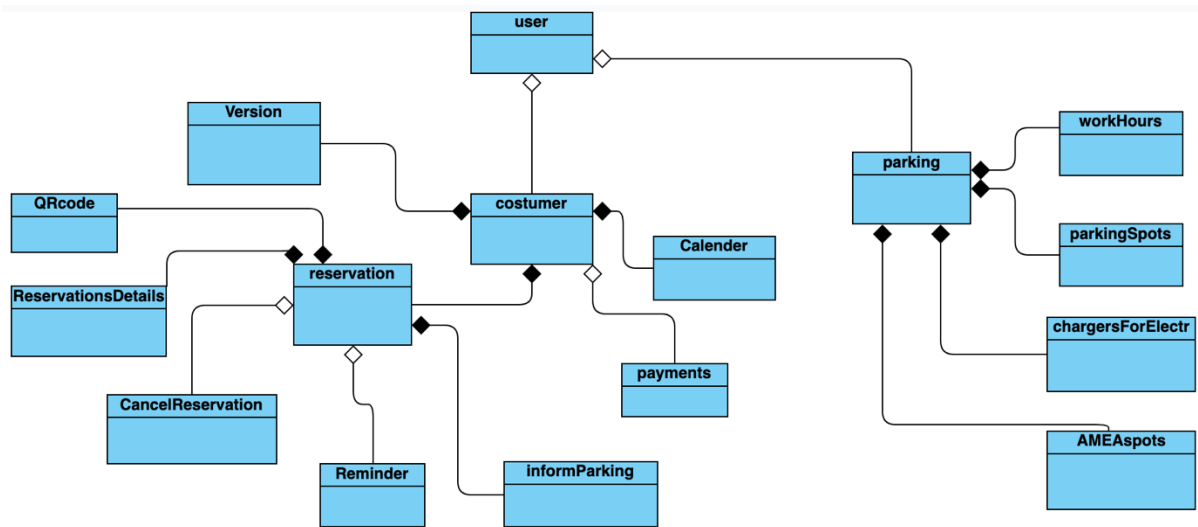 user
Version
workHours
parking
QRcode
costumer
parkingSpots
Calender
reservation
ReservationsDetails
chargersForElectr
payments
CancelReservation
AMEAspots
Reminder
informParking